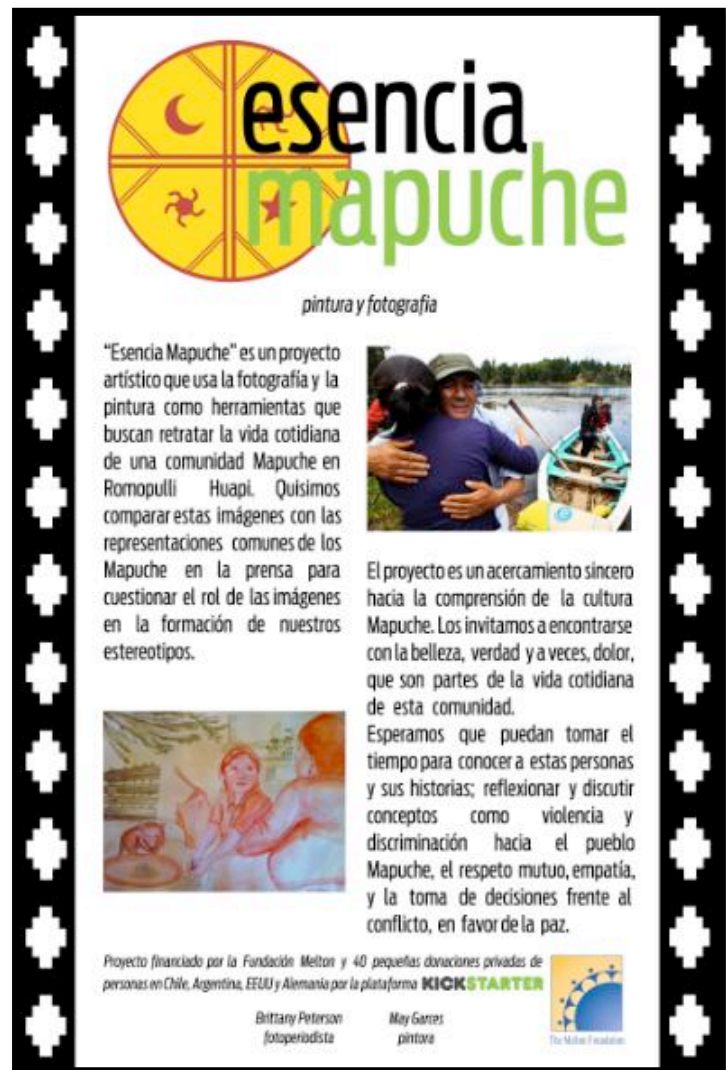 esencia
mapuche
pintura y fotografia
"Esencia Mapuche" es un proyecto
artístico que usa la fotografía y la
pintura como herramientas que
buscan retratar la vida cotidiana
de una comunidad Mapuche en
Romopulli Huapi. Quisimos
comparar estas imágenes con las
representaciones comunes de los
Mapuche en la prensa para
cuestionar el rol de las imágenes
en la formación de nuestros
estereotipos.
El proyecto es un acercamiento sincero
hacia la comprensión de la cultura
Mapuche. Los invitamos a encontrarse
con la belleza, verdad y a veces, dolor,
que son partes de la vida cotidiana
de esta comunidad.
Esperamos que puedan tomar el
tiempo para conocer a estas personas
y sus historias; reflexionar y discutir
conceptos como violencia y
discriminación hacia el pueblo
Mapuche, el respeto mutuo, empatía,
y la toma de decisiones frente al
conflicto, en favor de la paz.
Proyecto financiado por la Fundación Melton y 40 pequeñas donaciones privadas de
personas en Chile, Argentina, EEUU y Alemania por la plataforma KICKSTARTER
Brittany Peterson
fotoperiodista
May Garces
pintora
The Melton Foundation